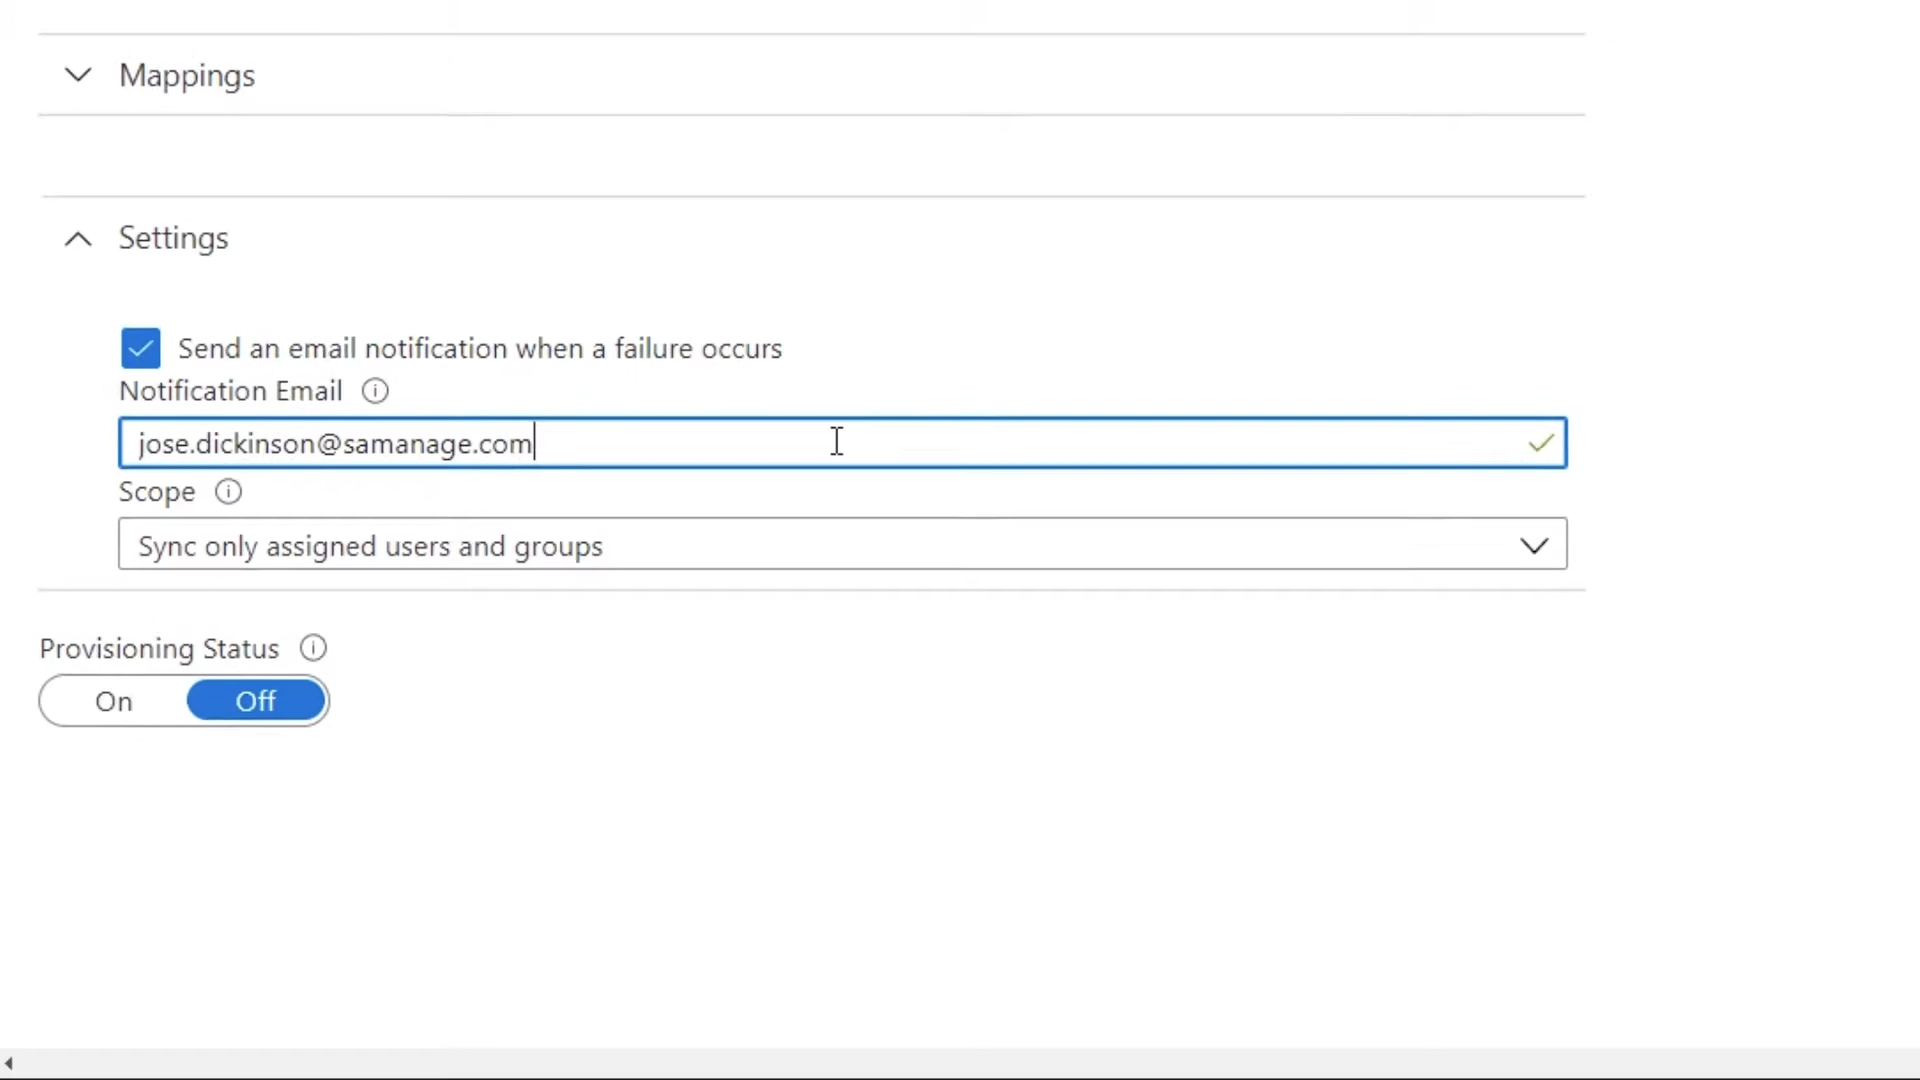 Mappings
Settings
Send an email notification when a failure occurs
Notification Email
jose.dickinson@samanage.com
Scope
Sync only assigned users and groups
Provisioning Status
On Off